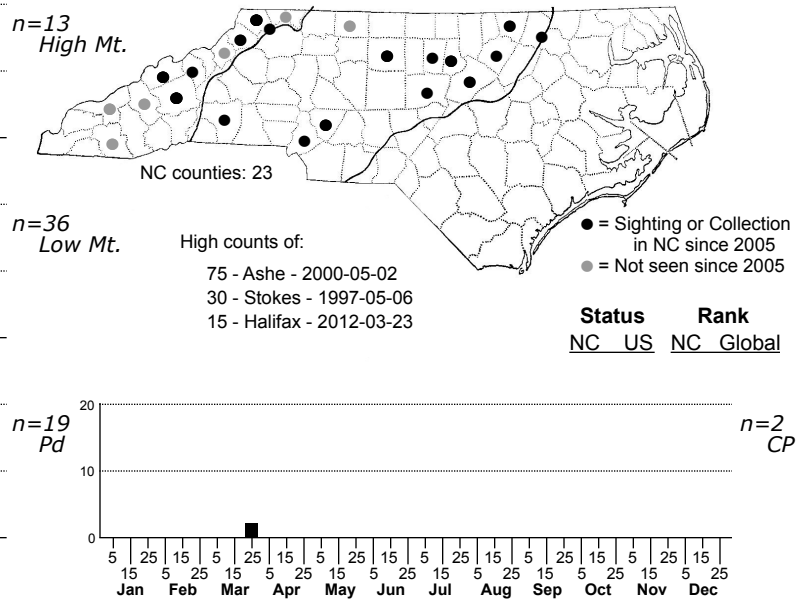 n=13
High Mt.
NC counties: 23
n=36
Low Mt.
High counts of:
75 - Ashe - 2000-05-02
30 - Stokes - 1997-05-06
15 - Halifax - 2012-03-23
= Sighting or Collection
in NC since 2005
= Not seen since 2005
Status Rank
NC US NC Global
n=19
Pd
n=2
CP
20
10
0
5 25 15 5 25 15 5 25 15 5 25 15 5 25 15 5 25 15
15 5 25 15 5 25 15 5 25 15 5 25 15 5 25 15 5 25
Jan Feb Mar Apr May Jun Jul Aug Sep Oct Nov Dec